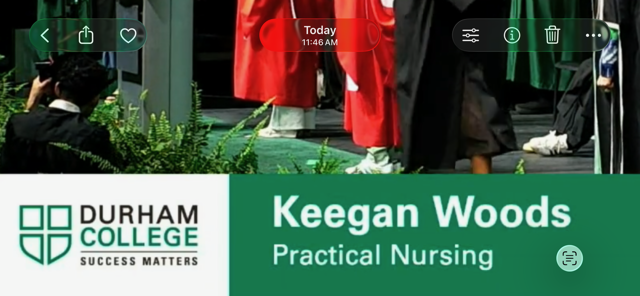 Today
11:46 AM
DURHAM
COLLEGE
SUCCESS MATTERS
Keegan Woods
Practical Nursing